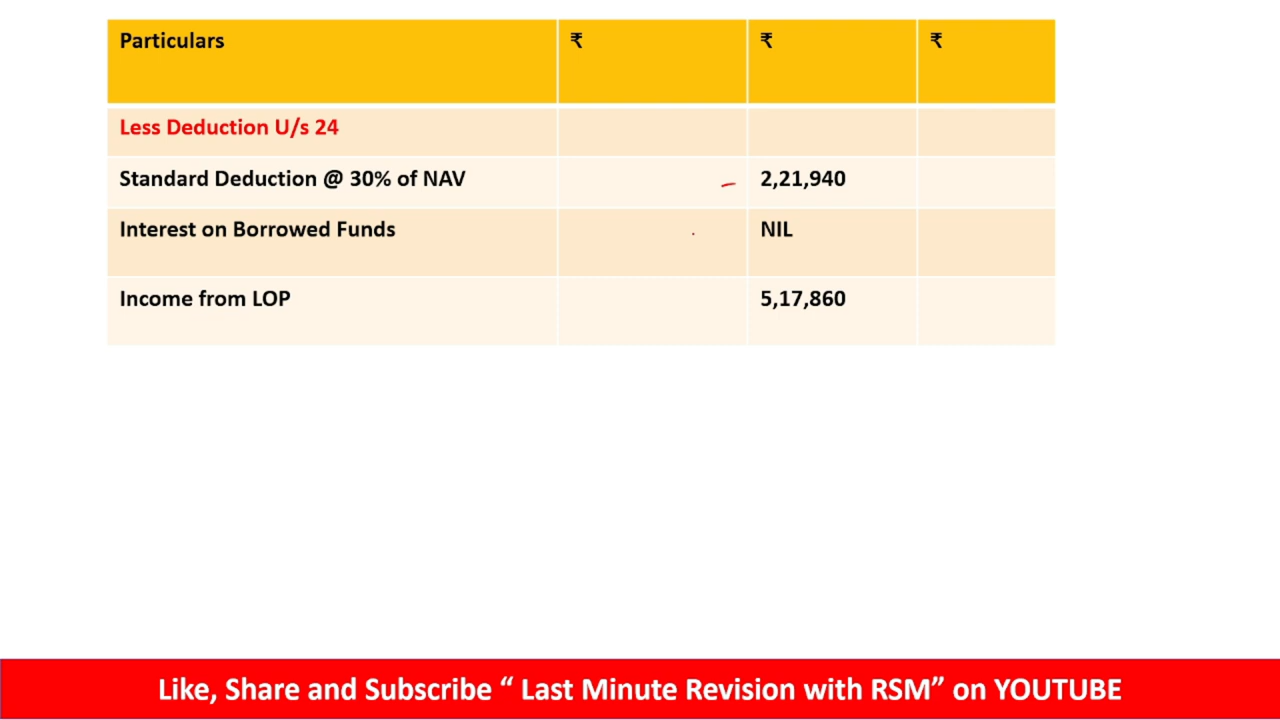 Particulars ₹ ₹ ₹
Less Deduction U/s 24
Standard Deduction @ 30% of NAV 2,21,940
Interest on Borrowed Funds NIL
Income from LOP 5,17,860
Like, Share and Subscribe “ Last Minute Revision with RSM” on YOUTUBE